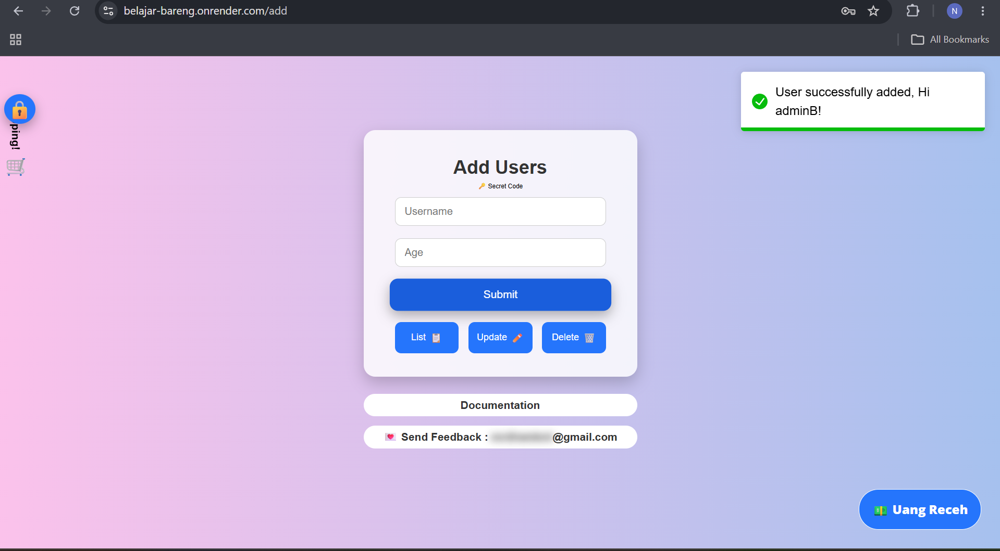 belajar-bareng.onrender.com/add
N
All Bookmarks
User successfully added, Hi
adminB!
ping!
Add Users
Secret Code
Username
Age
Submit
List
Update
Delete
Documentation
Send Feedback : @gmail.com
Uang Receh